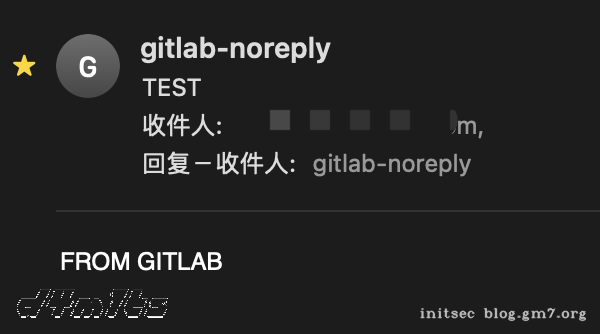 G
gitlab-noreply
TEST
收件人: m,
回复－收件人: gitlab-noreply
FROM GITLAB
d4m1ts
initsec blog.gm7.org